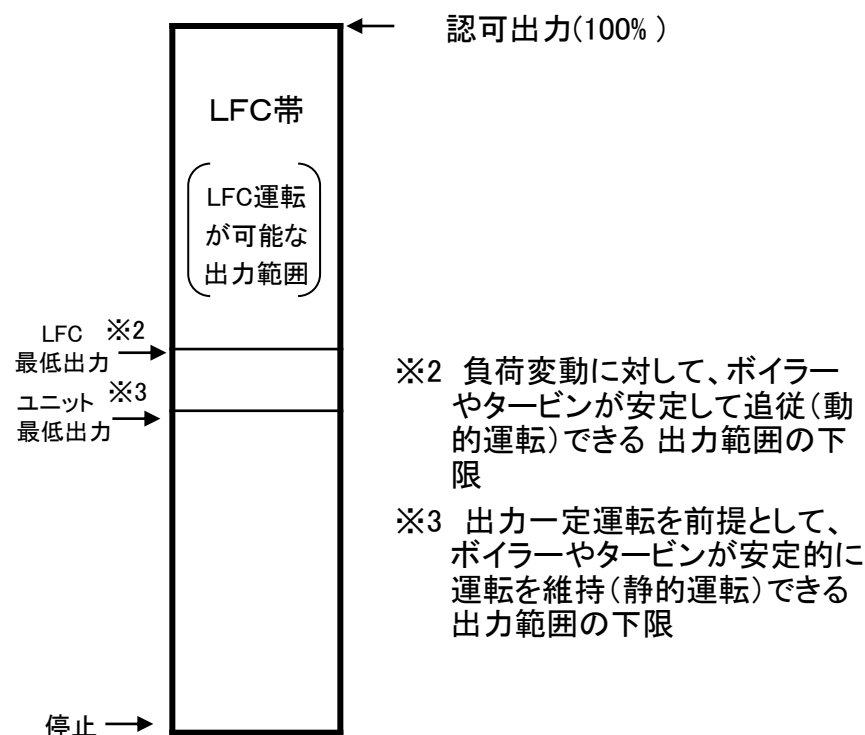 認可出力(100% )
LFC帯
LFC運転
が可能な
出力範囲
LFC ※2
最低出力
ユニット ※3
最低出力
※2 負荷変動に対して、ボイラー
やタービンが安定して追従(動
的運転)できる 出力範囲の下
限
※3 出力一定運転を前提として、
ボイラーやタービンが安定的に
運転を維持(静的運転)できる
出力範囲の下限
停止